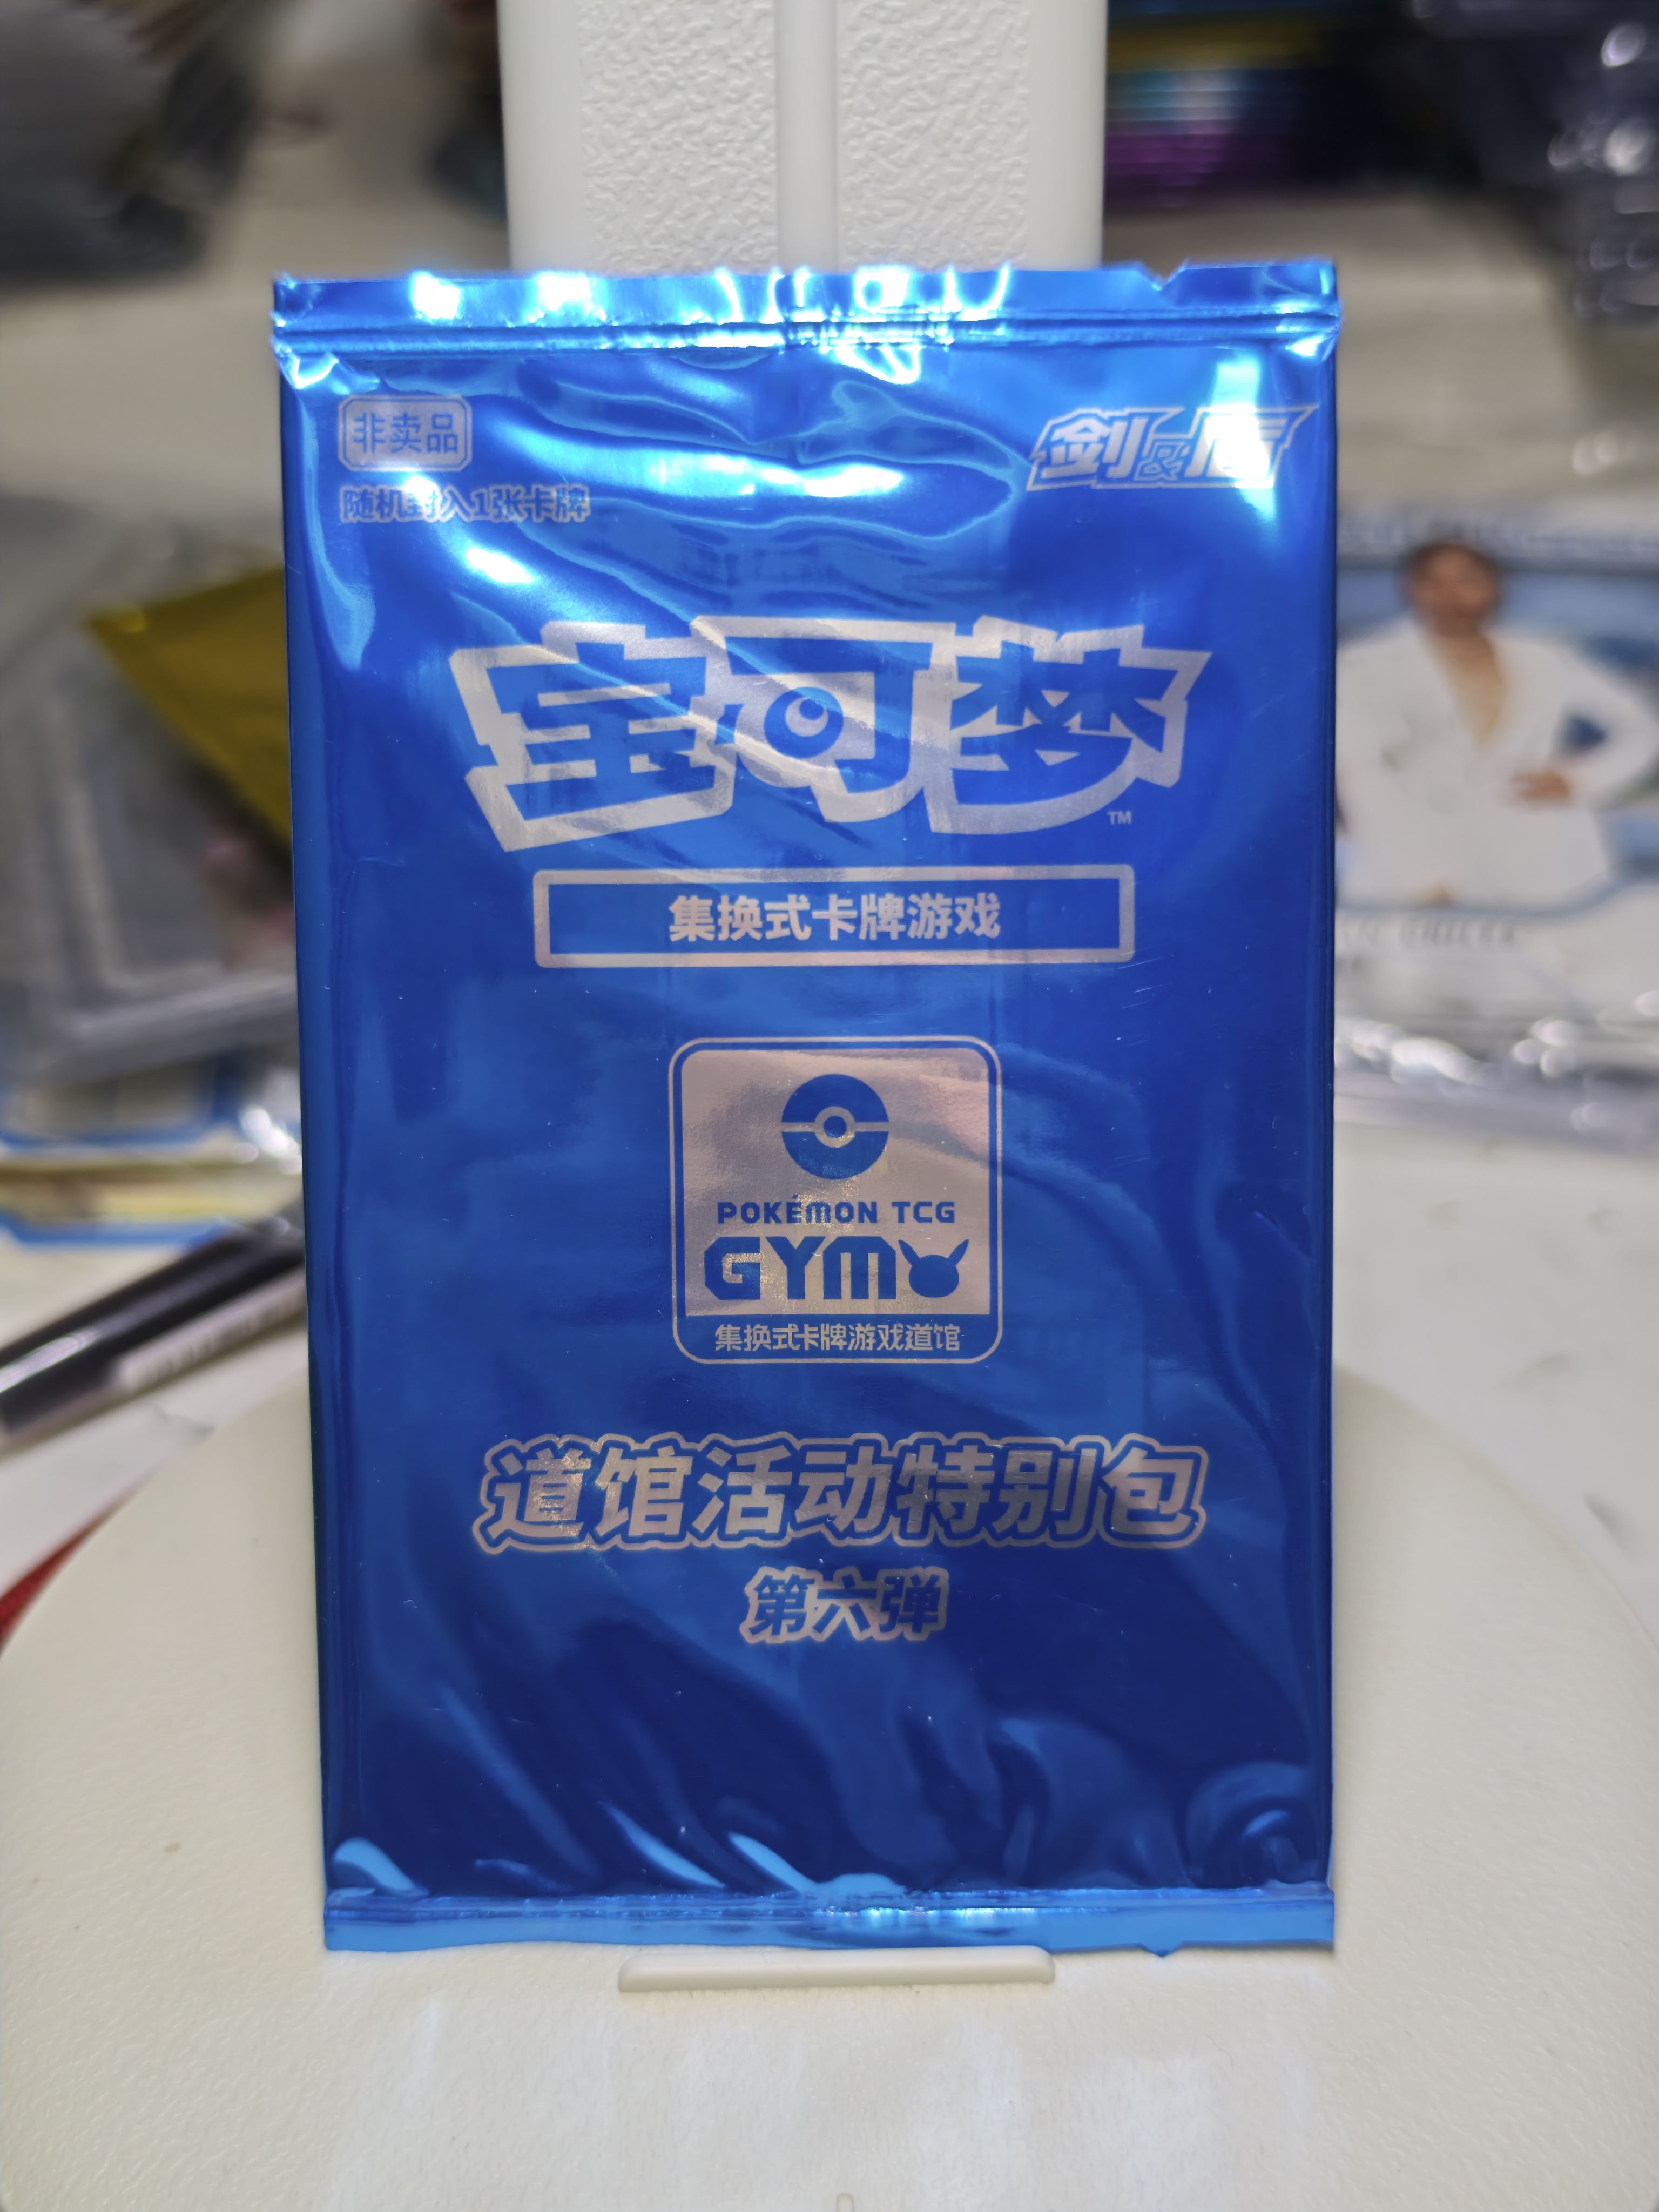 非卖品
剑&盾
随机封入1张卡牌
宝可梦
TM
集换式卡牌游戏
POKÉMON TCG
GYM
集换式卡牌游戏道馆
道馆活动特别包
第六弹